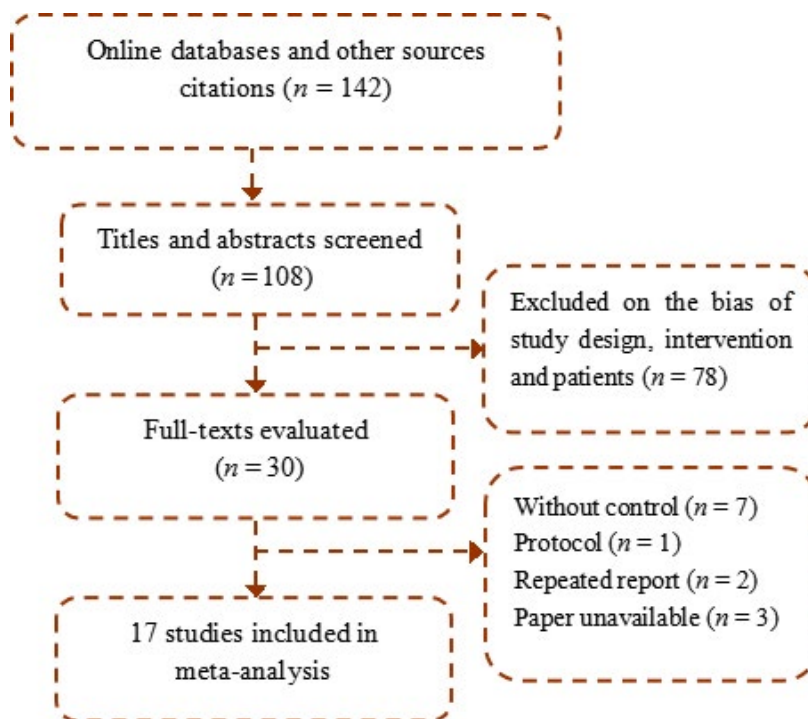 Online databases and other sources
citations (n = 142)
Titles and abstracts screened
(n = 108)
Excluded on the bias of
study design, intervention
and patients (n = 78)
Full-texts evaluated
(n = 30)
Without control (n = 7)
Protocol (n = 1)
Repeated report (n = 2)
Paper unavailable (n = 3)
17 studies included in
meta-analysis